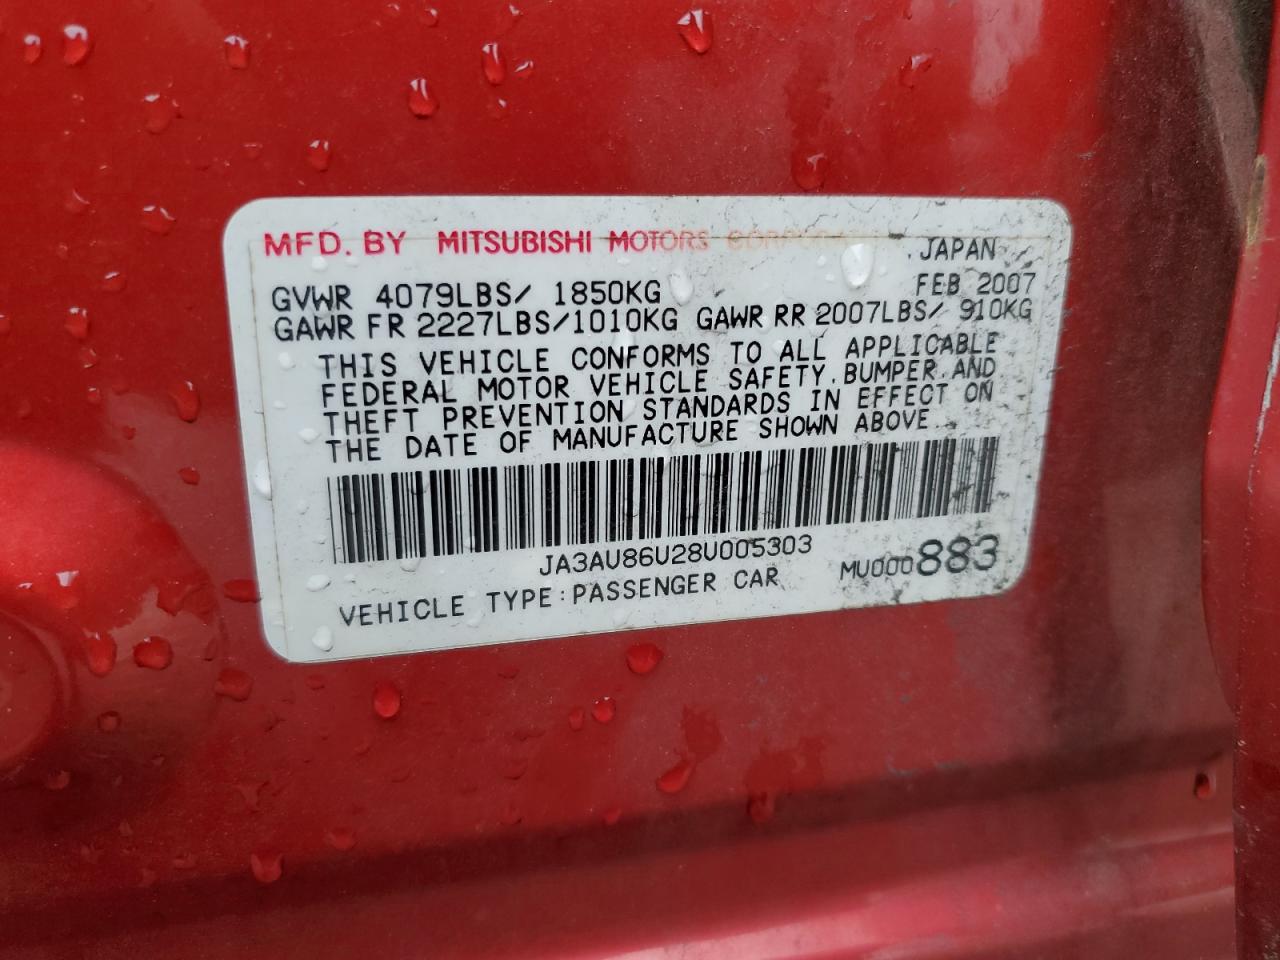 MFD. BY MITSUBISHI MOTORS CORPORA JAPAN
FEB 2007
GVWR 4079LBS/ 1850KG
GAWR FR 2227LBS/1010KG GAWR RR 2007LBS/ 910KG
THIS VEHICLE CONFORMS TO ALL APPLICABLE
FEDERAL MOTOR VEHICLE SAFETY, BUMPER, AND
THEFT PREVENTION STANDARDS IN EFFECT ON
THE DATE OF MANUFACTURE SHOWN ABOVE.
JA3AU86U28U005303
MU000883
VEHICLE TYPE:PASSENGER CAR